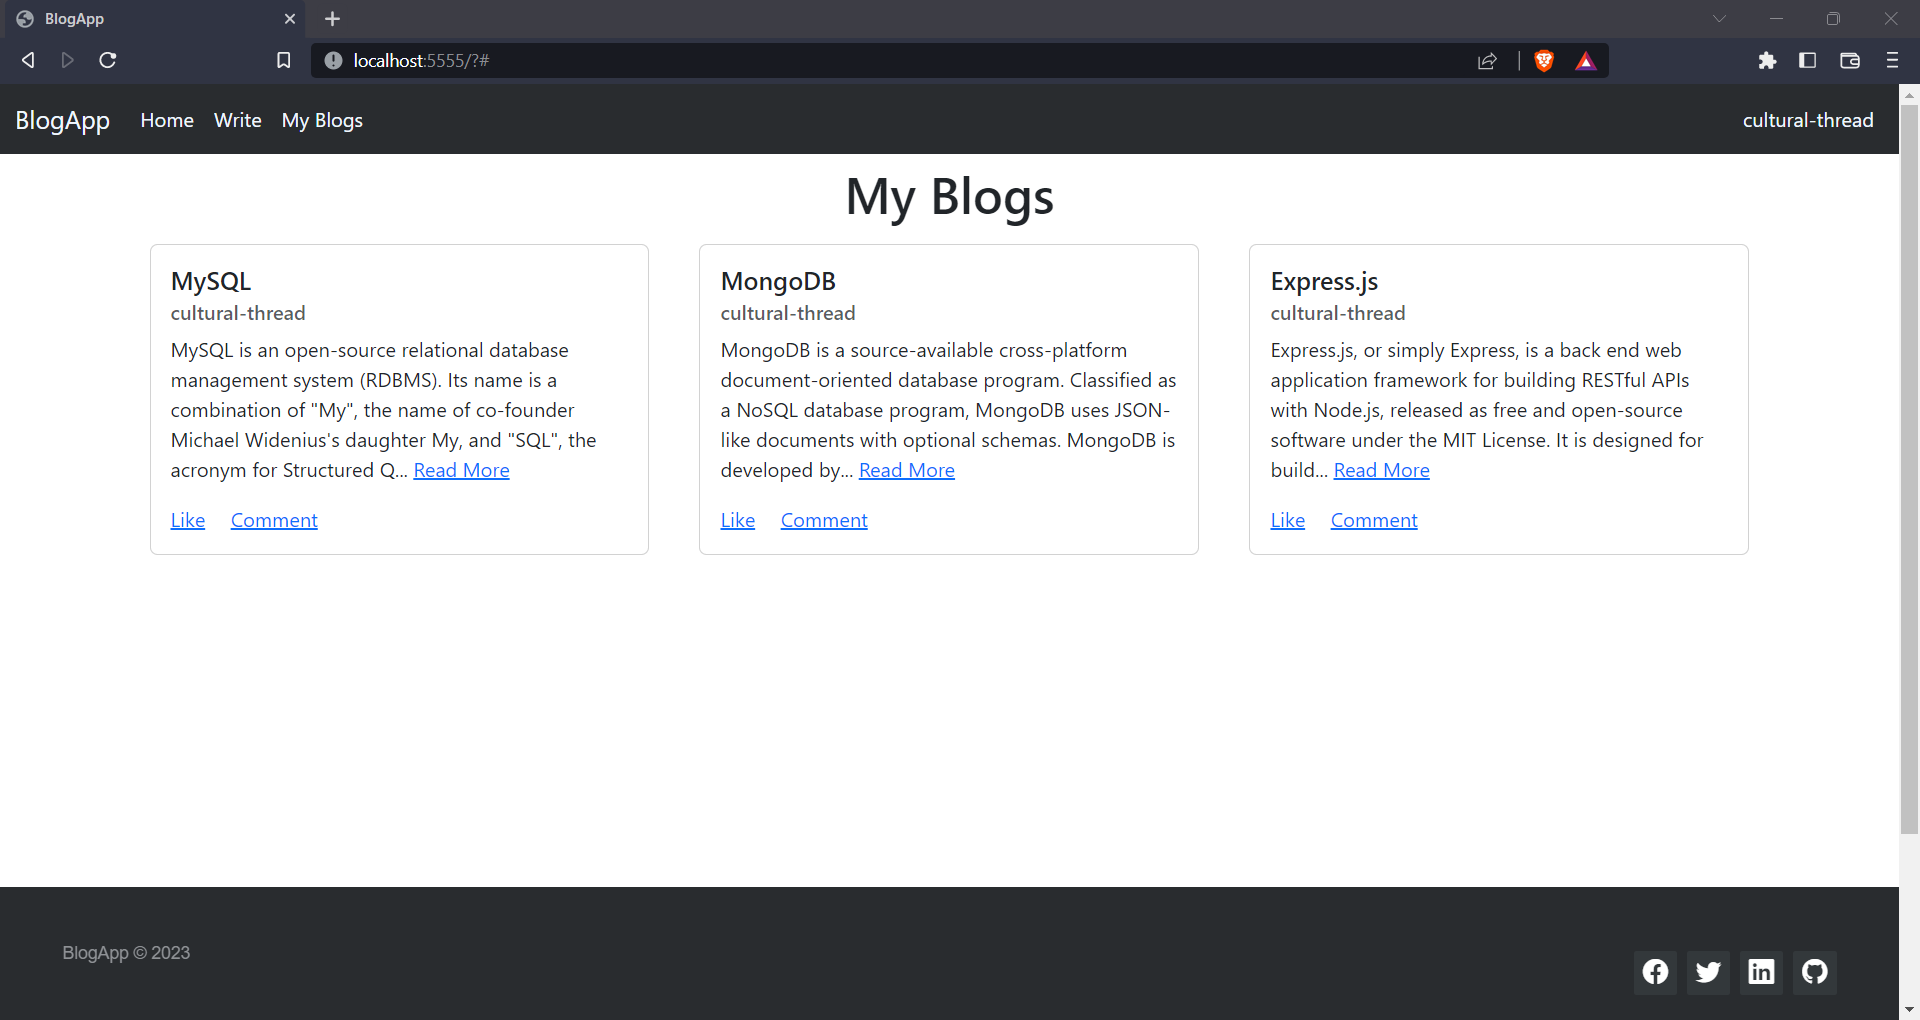 BlogApp
localhost:5555/?#
BlogApp Home Write My Blogs cultural-thread
My Blogs
MySQL
cultural-thread
MySQL is an open-source relational database
management system (RDBMS). Its name is a
combination of "My", the name of co-founder
Michael Widenius's daughter My, and "SQL", the
acronym for Structured Q... Read More
Like Comment
MongoDB
cultural-thread
MongoDB is a source-available cross-platform
document-oriented database program. Classified as
a NoSQL database program, MongoDB uses JSON-
like documents with optional schemas. MongoDB is
developed by... Read More
Like Comment
Express.js
cultural-thread
Express.js, or simply Express, is a back end web
application framework for building RESTful APIs
with Node.js, released as free and open-source
software under the MIT License. It is designed for
build... Read More
Like Comment
BlogApp © 2023